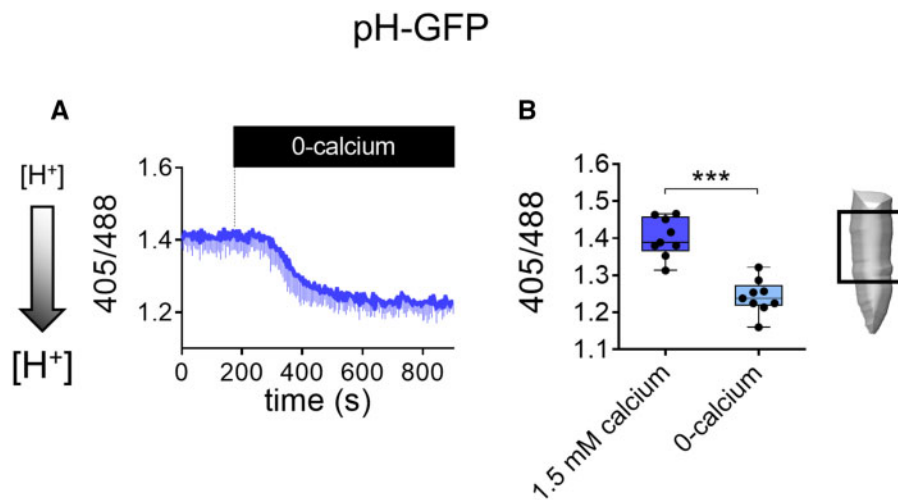 pH-GFP
A
0-calcium
[H⁺]
[H⁺]
405/488
1.6
1.4
1.2
0 200 400 600 800
time (s)
B
***
405/488
1.6
1.5
1.4
1.3
1.2
1.1
1.5 mM calcium
0-calcium